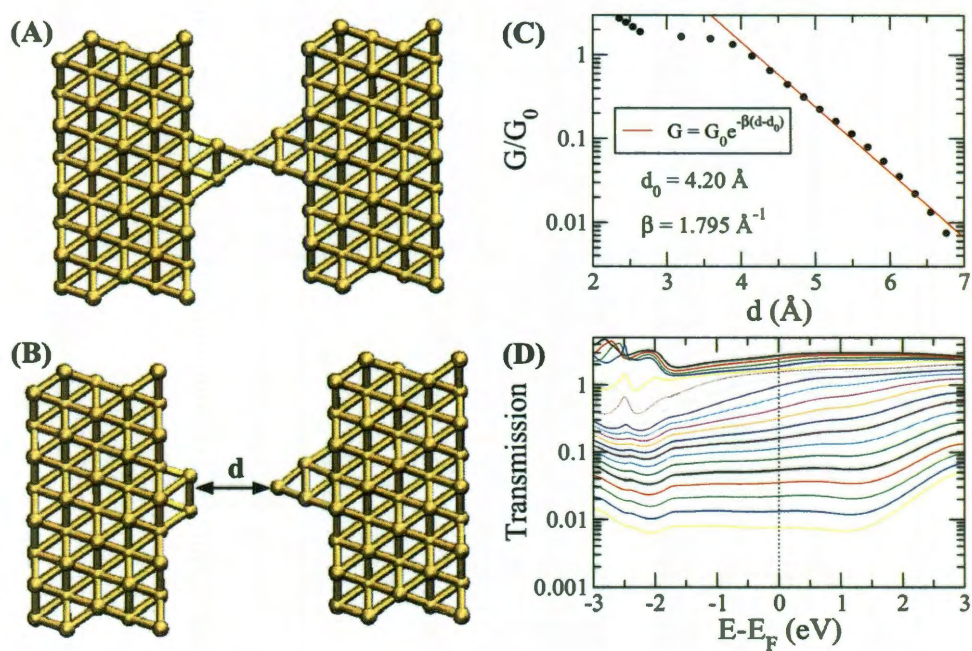 (A)
(B)
d
(C)
G/G0
1
0.1
0.01
G = G0e-β(d-d0)
d0 = 4.20 Å
β = 1.795 Å-1
2 3 4 5 6 7
d (Å)
(D)
Transmission
1
0.1
0.01
0.001
-3 -2 -1 0 1 2 3
E-EF (eV)